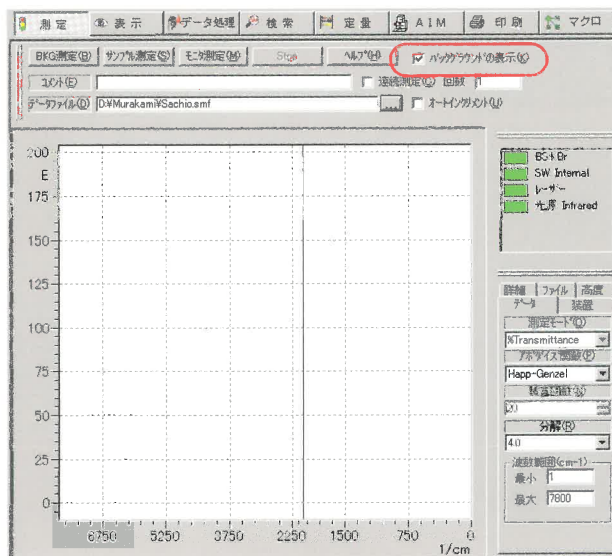 測 定 表 示 データ処理 検 索 定 量 AIM 印 刷 マクロ
BKG測定(B) サンプル測定(S) モニタ測定(M) Stop ヘルプ(H) バックグラウンドの表示(K)
コメント(E) 連続測定(C) 回数 1
データファイル(D) D:¥Murakami¥Sachio.smf ... オートインクリメント(U)
200
E
175
150
125
100
75
50
25
0
6750 5250 3750 2250 1500 750 0
1/cm
BS KBr
SW Internal
レーザー
光源 Infrared
詳細 ファイル 高度
データ 装置
測定モード(O)
%Transmittance
アポダイズ関数(P)
Happ-Genzel
積算回数(N)
20
分解(R)
4.0
波数範囲(cm-1)
最小 1
最大 7800